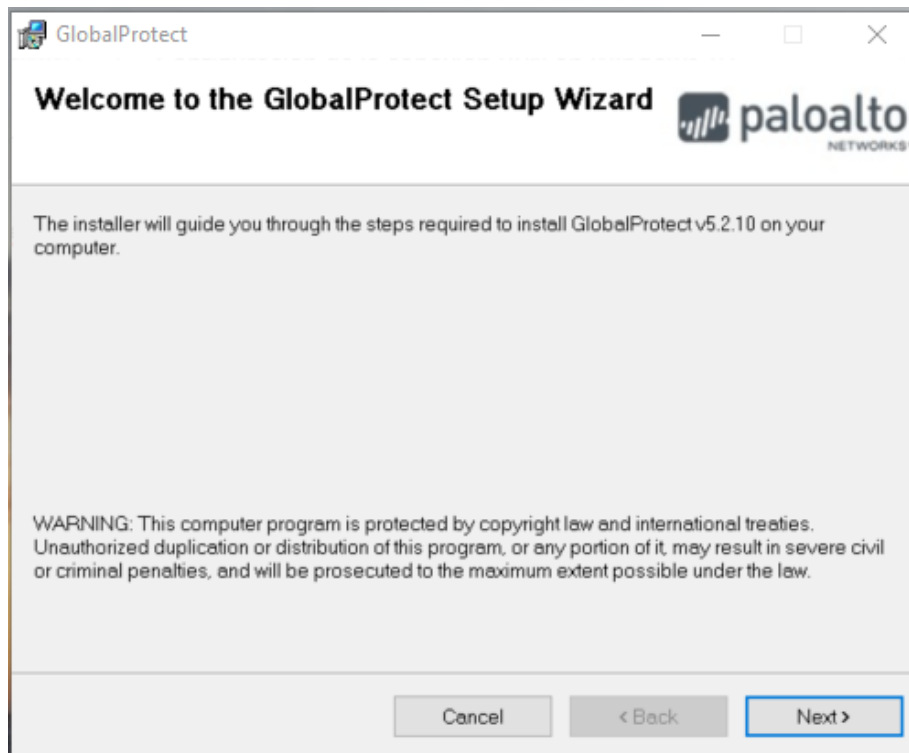 GlobalProtect
Welcome to the GlobalProtect Setup Wizard
paloalto
NETWORKS
The installer will guide you through the steps required to install GlobalProtect v5.2.10 on your
computer.
WARNING: This computer program is protected by copyright law and international treaties.
Unauthorized duplication or distribution of this program, or any portion of it, may result in severe civil
or criminal penalties, and will be prosecuted to the maximum extent possible under the law.
Cancel
< Back
Next >